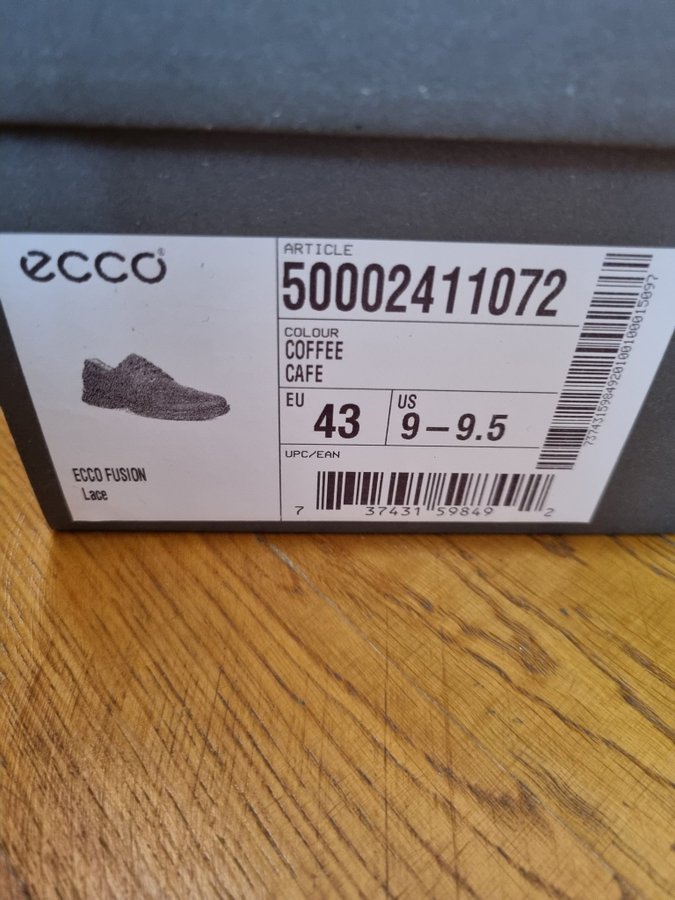 ecco®
ECCO FUSION
Lace
ARTICLE
50002411072
COLOUR
COFFEE
CAFE
EU 43
US 9-9.5
UPC/EAN
7 37431 59849 2